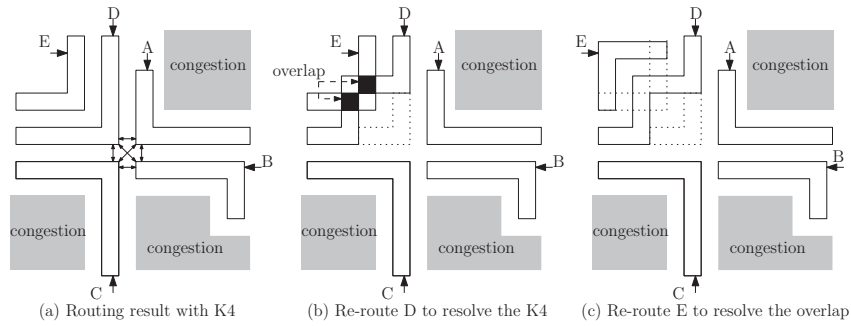 D
E
A
congestion
B
congestion
congestion
C
(a) Routing result with K4
D
E
A
overlap
congestion
B
congestion
congestion
C
(b) Re-route D to resolve the K4
D
E
A
congestion
B
congestion
congestion
C
(c) Re-route E to resolve the overlap